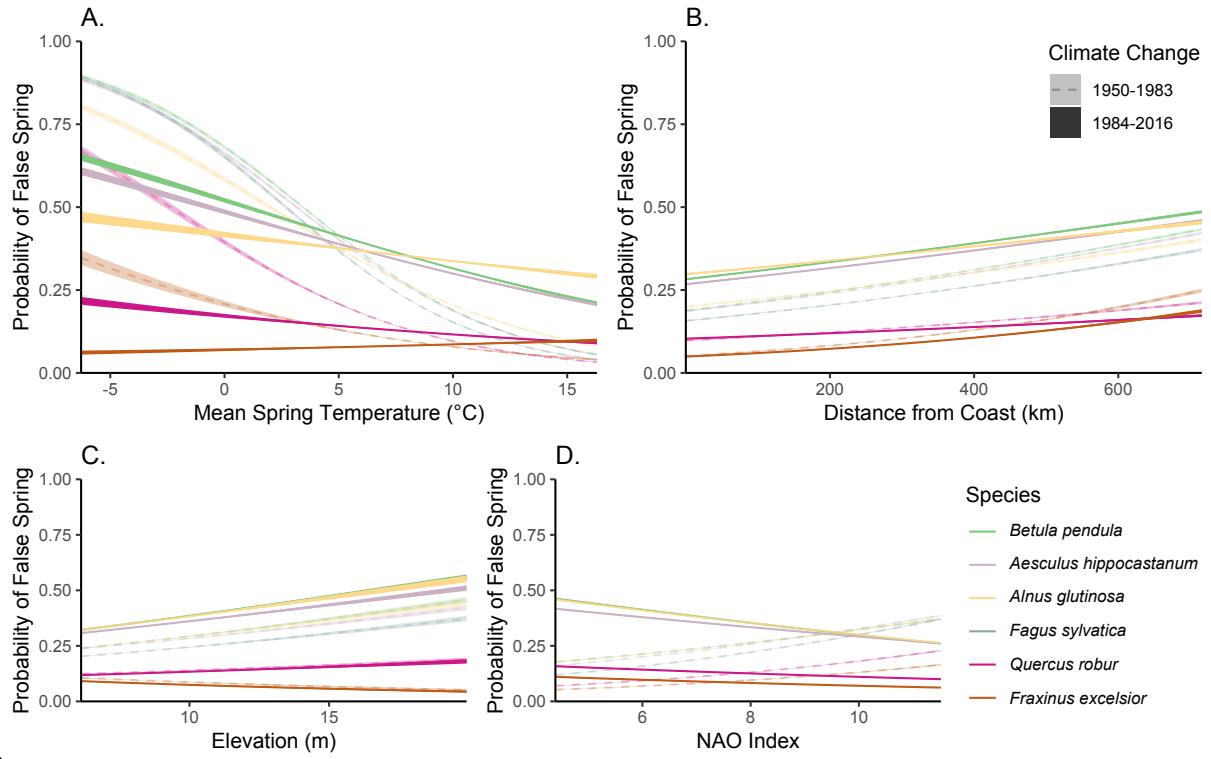 A.
Probability of False Spring
1.00
0.75
0.50
0.25
0.00
-5 0 5 10 15
Mean Spring Temperature (°C)
B.
Probability of False Spring
1.00
0.75
0.50
0.25
0.00
200 400 600
Distance from Coast (km)
Climate Change
1950-1983
1984-2016
C.
Probability of False Spring
1.00
0.75
0.50
0.25
0.00
10 15
Elevation (m)
D.
Probability of False Spring
1.00
0.75
0.50
0.25
0.00
6 8 10
NAO Index
Species
Betula pendula
Aesculus hippocastanum
Alnus glutinosa
Fagus sylvatica
Quercus robur
Fraxinus excelsior